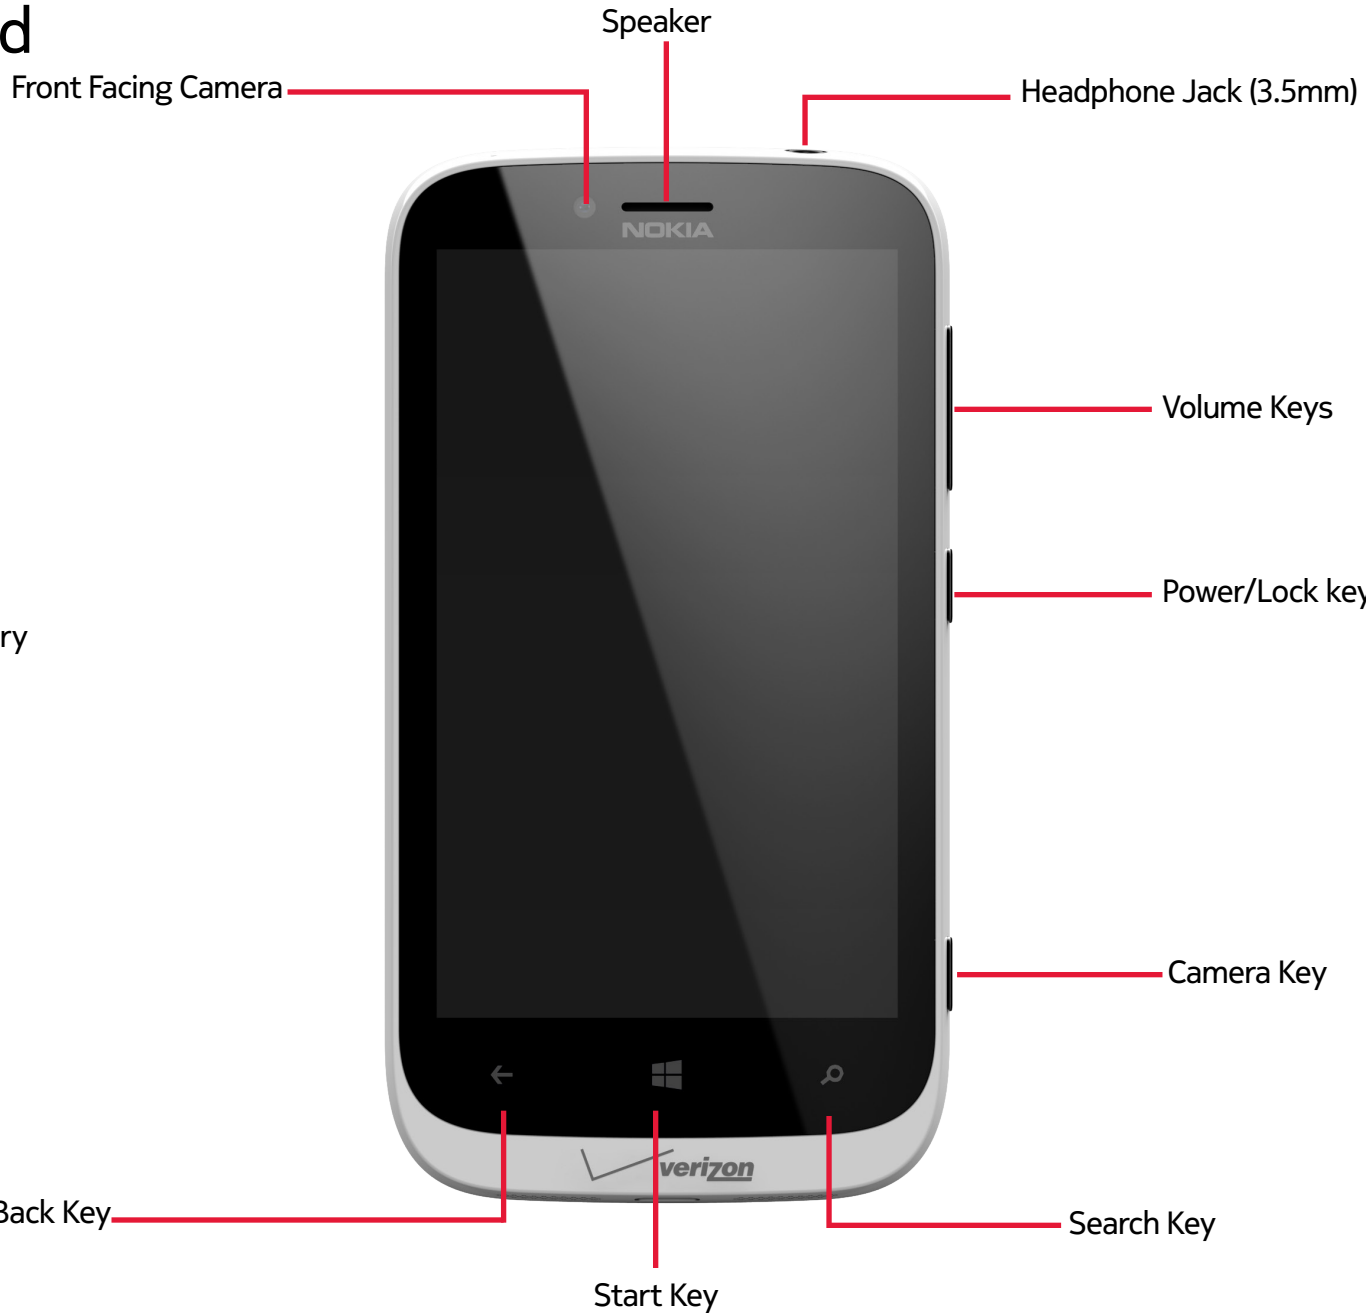 d
Speaker
Front Facing Camera
Headphone Jack (3.5mm)
NOKIA
Volume Keys
Power/Lock key
ry
Camera Key
verizon
Back Key
Search Key
Start Key